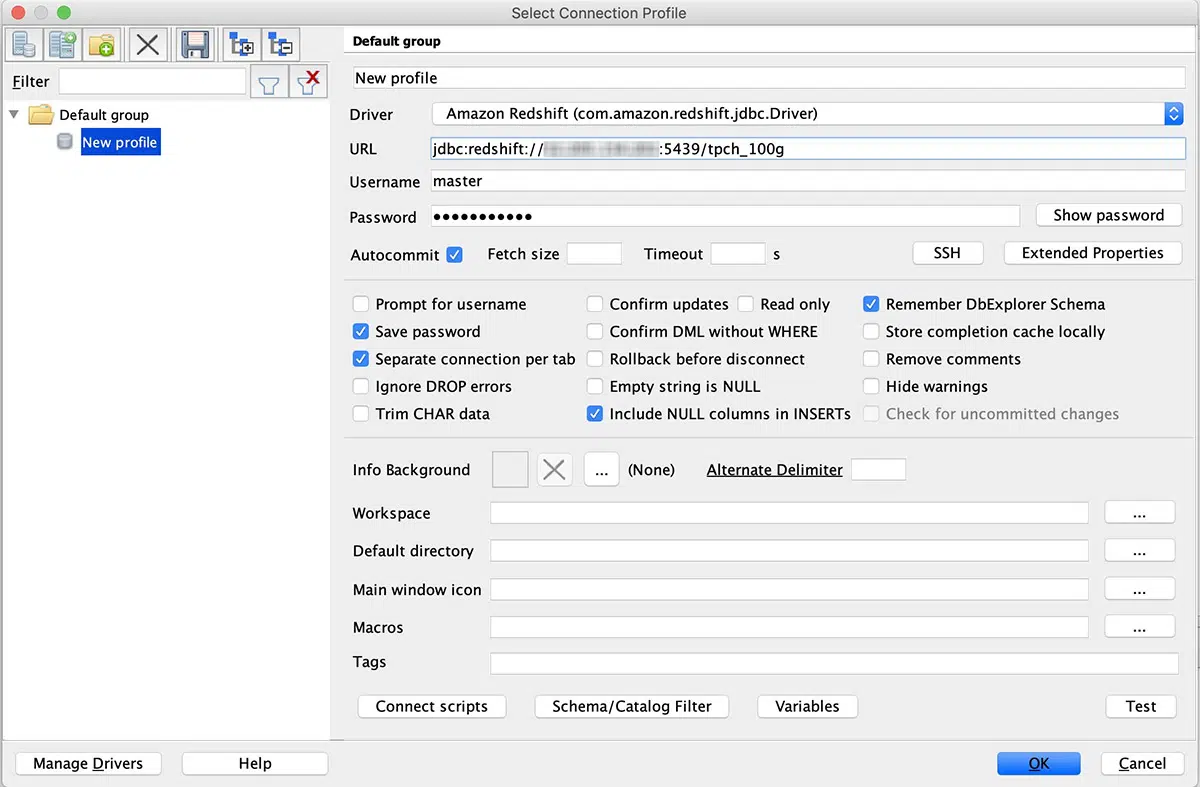 Select Connection Profile
Default group
Filter
New profile
Default group
New profile
Driver Amazon Redshift (com.amazon.redshift.jdbc.Driver)
URL jdbc:redshift:// :5439/tpch_100g
Username master
Password ●●●●●●●●●●● Show password
Autocommit Fetch size Timeout s SSH Extended Properties
Prompt for username Confirm updates Read only Remember DbExplorer Schema
Save password Confirm DML without WHERE Store completion cache locally
Separate connection per tab Rollback before disconnect Remove comments
Ignore DROP errors Empty string is NULL Hide warnings
Trim CHAR data Include NULL columns in INSERTs Check for uncommitted changes
Info Background ... (None) Alternate Delimiter
Workspace ...
Default directory ...
Main window icon ...
Macros ...
Tags
Connect scripts Schema/Catalog Filter Variables Test
Manage Drivers Help OK Cancel